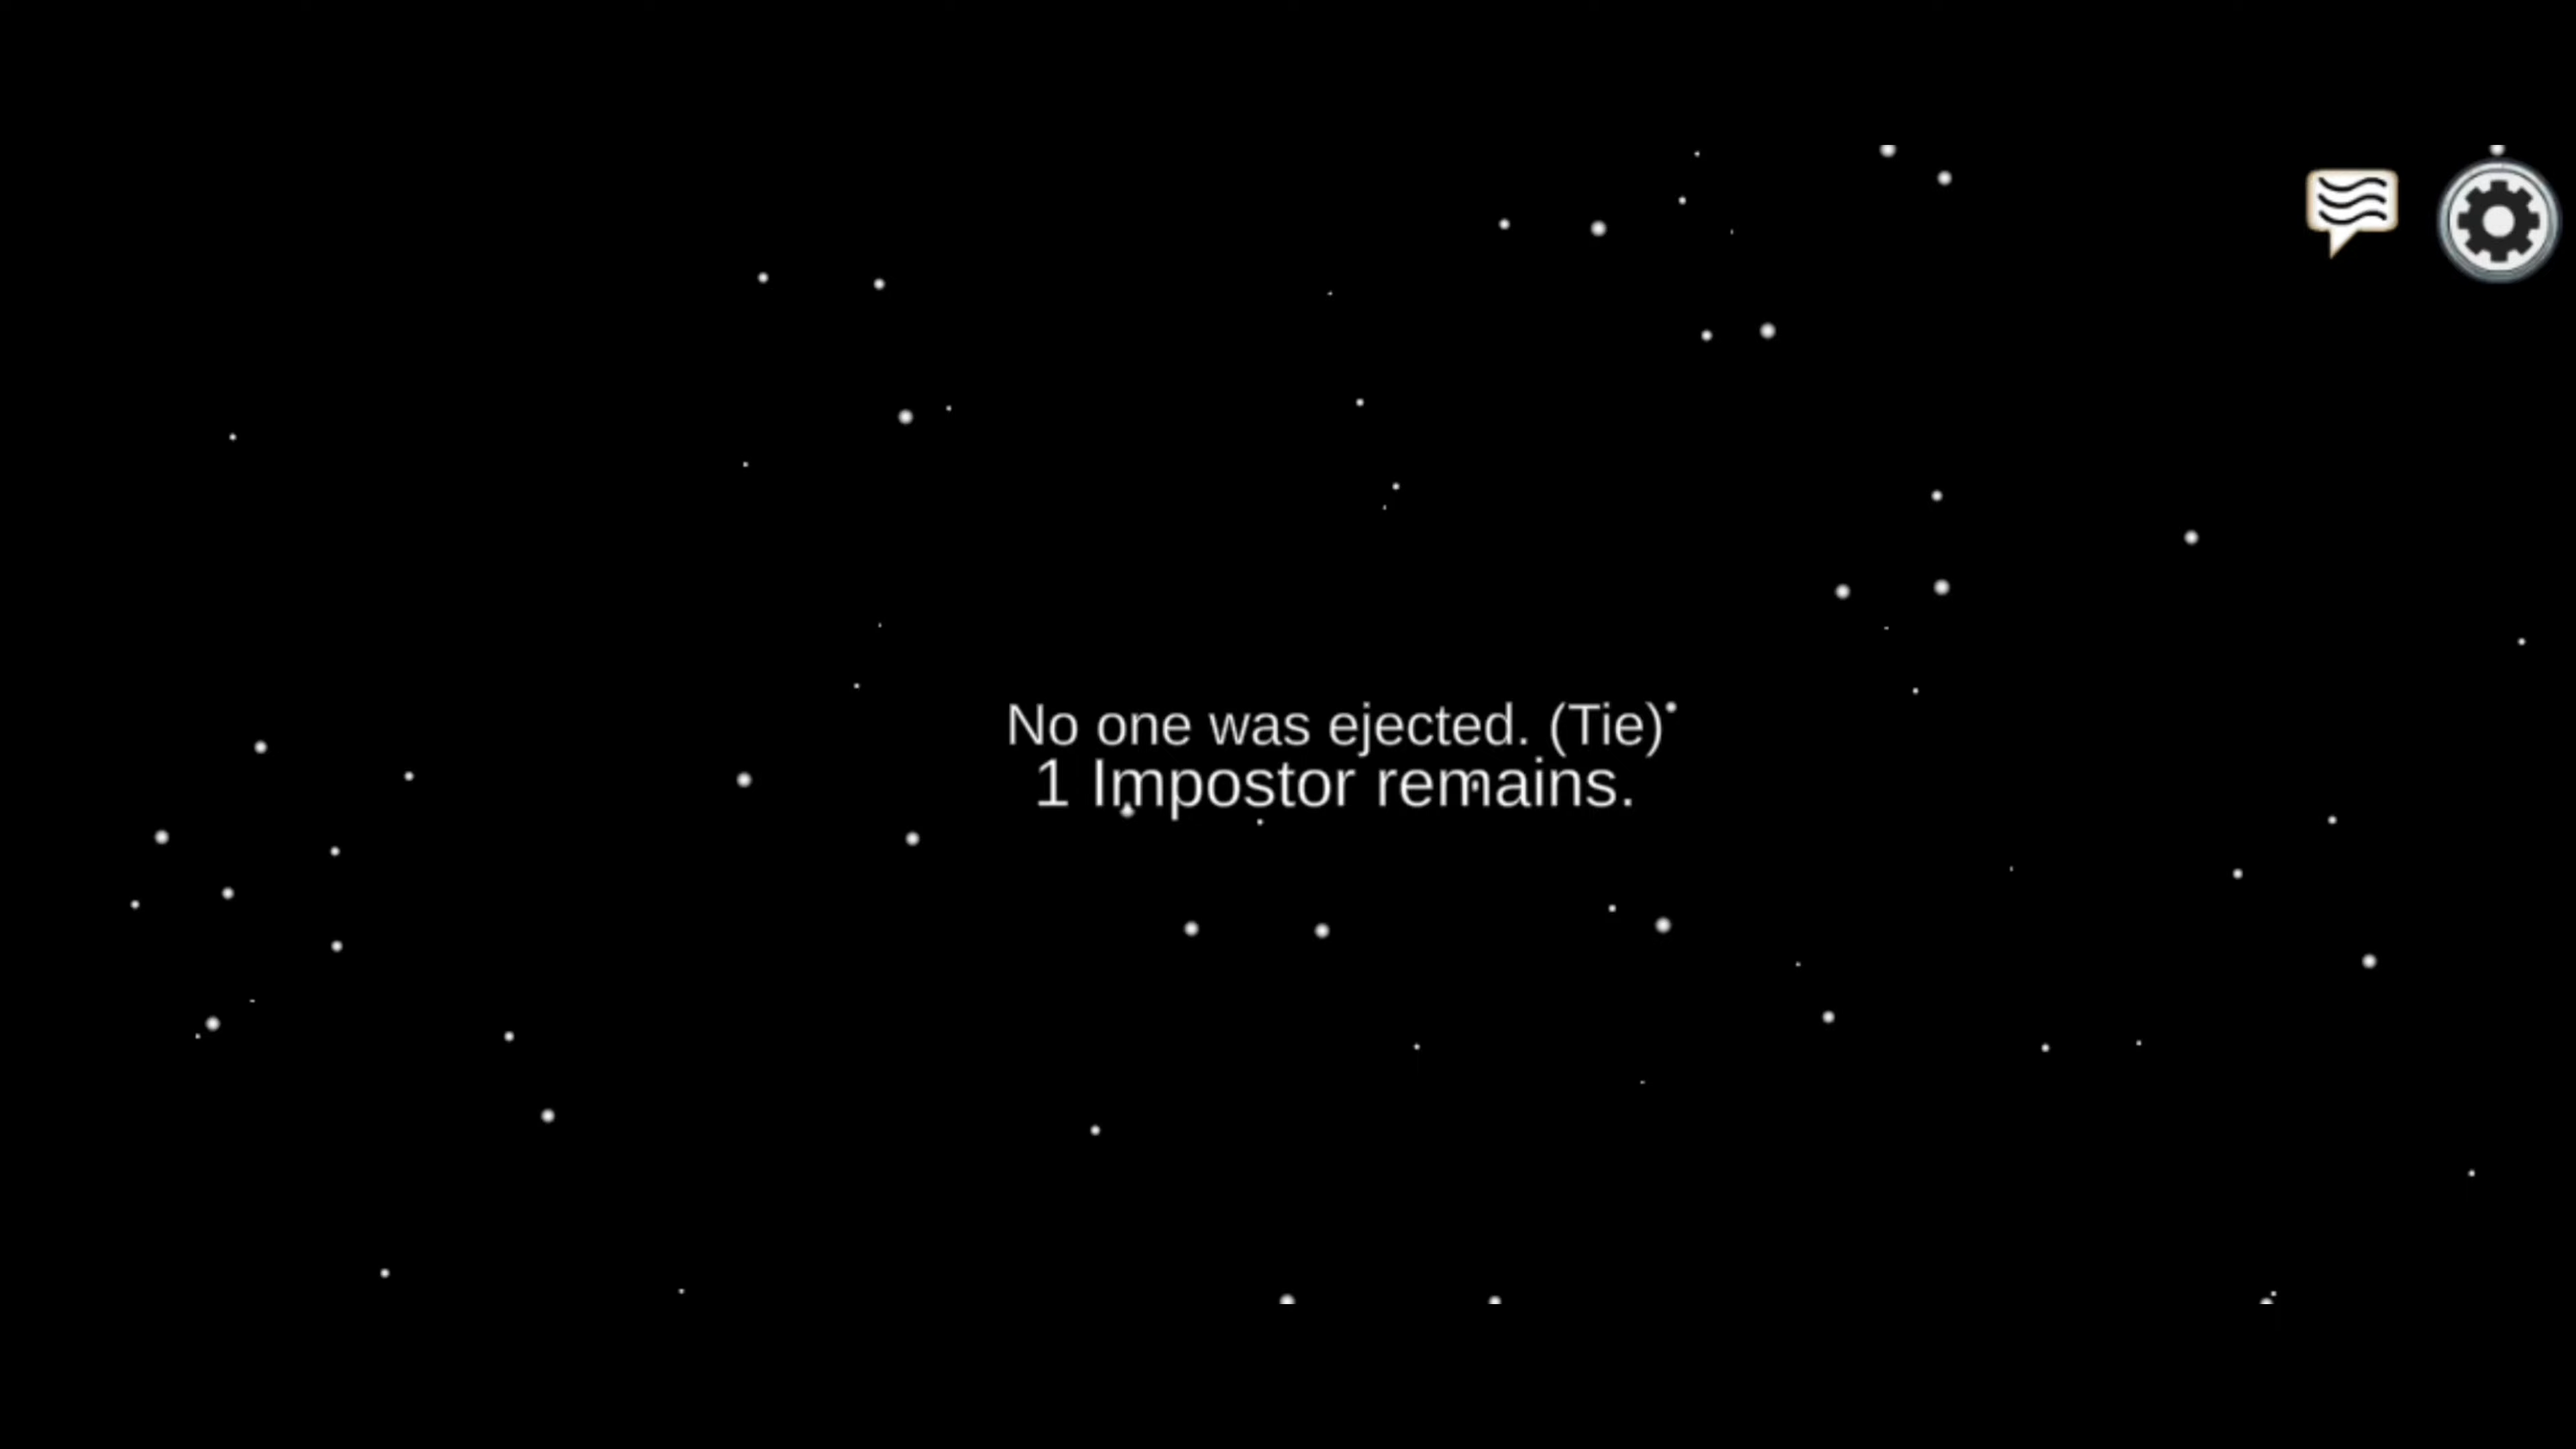 No one was ejected. (Tie)
1 Impostor remains.